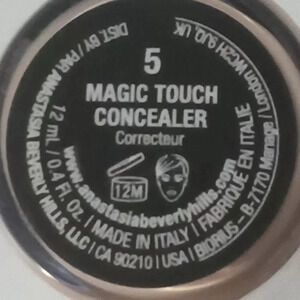 5
MAGIC TOUCH
CONCEALER
Correcteur
12M
www.anastasiabeverlyhills.com
MADE IN ITALY | FABRIQUÉ EN ITALIE
12 mL / 0.4 Fl. Oz.
DIST. BY / PAR ANASTASIA BEVERLY HILLS, LLC | CA 90210 | USA | BIORIUS - B-7170 Manage / London WC2H 9JQ, UK